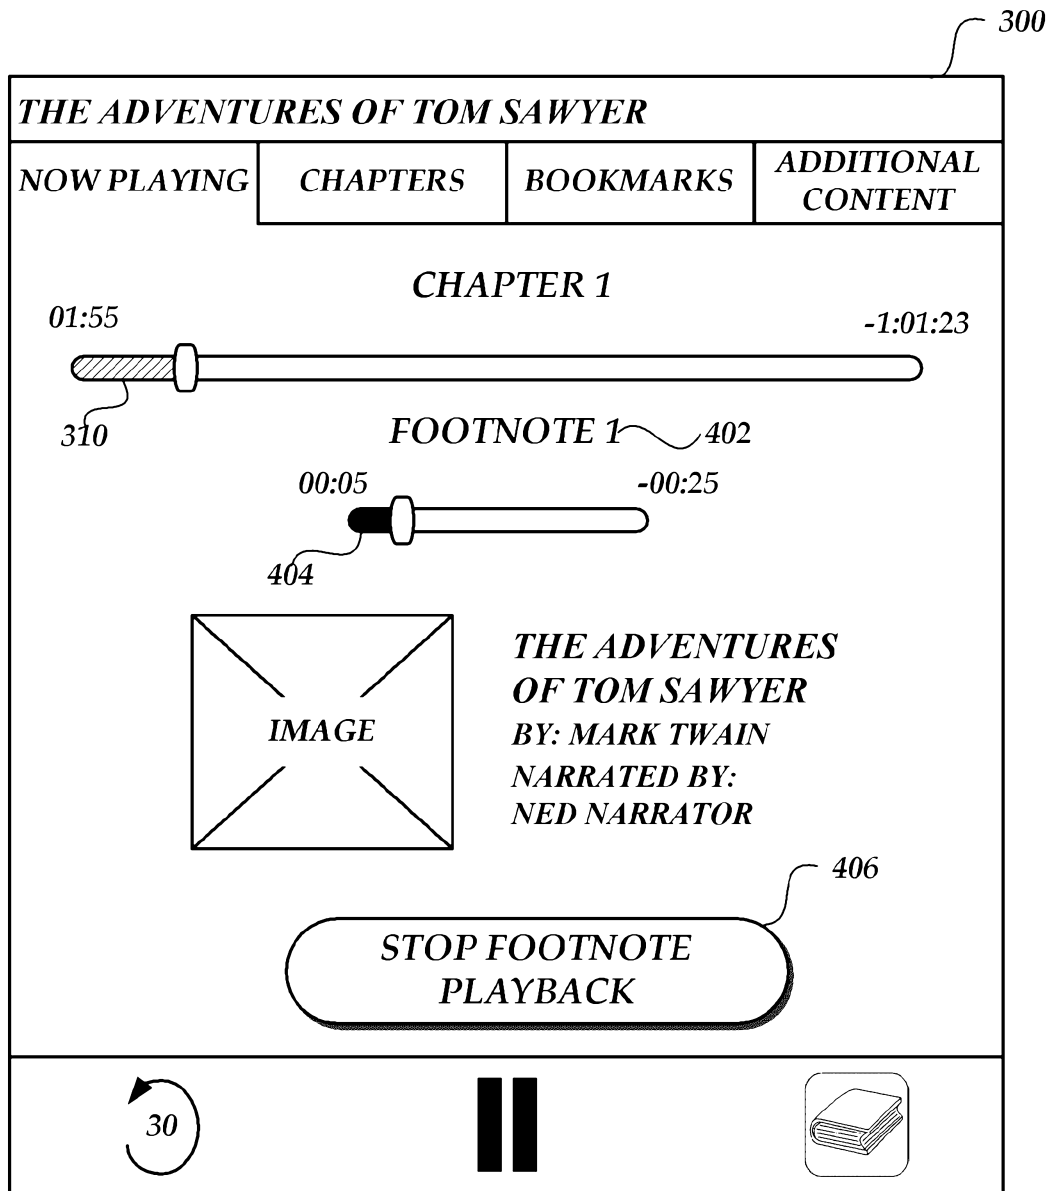 300
THE ADVENTURES OF TOM SAWYER
NOW PLAYING
CHAPTERS
BOOKMARKS
ADDITIONAL
CONTENT
CHAPTER 1
01:55
-1:01:23
310
FOOTNOTE 1
402
00:05
-00:25
404
IMAGE
THE ADVENTURES
OF TOM SAWYER
BY: MARK TWAIN
NARRATED BY:
NED NARRATOR
406
STOP FOOTNOTE
PLAYBACK
30